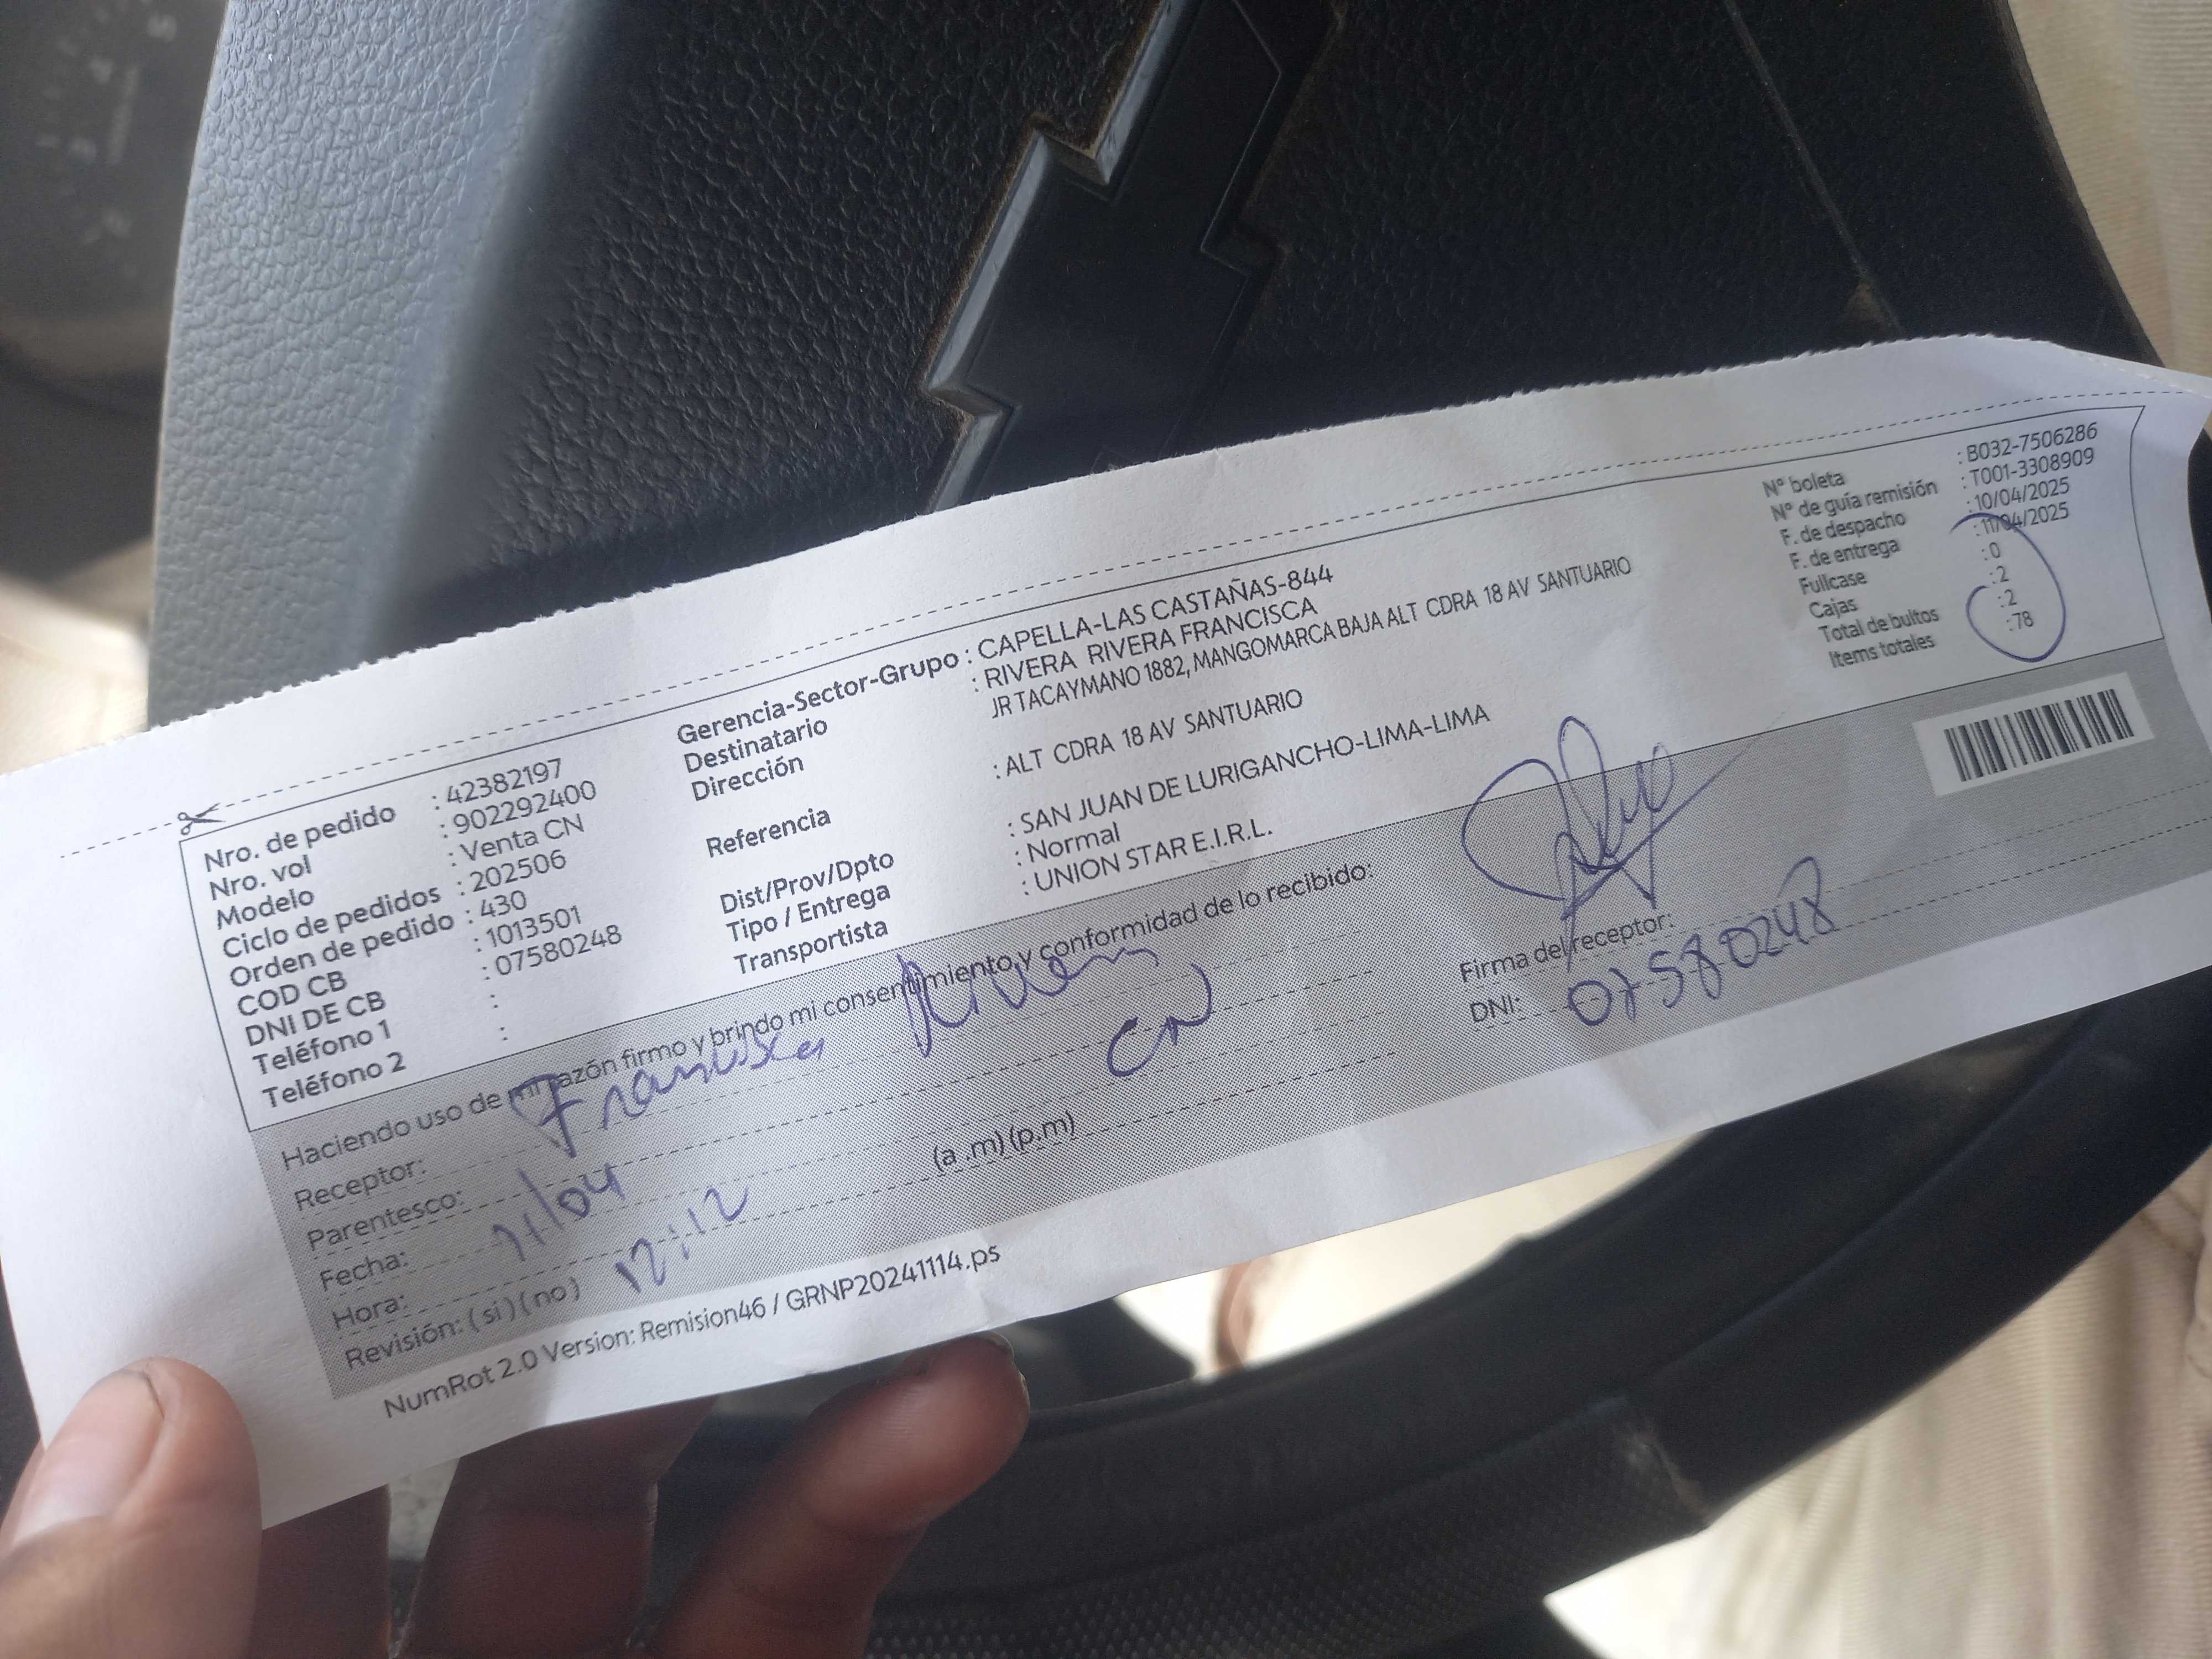 Nro. de pedido : 42382197
Nro. vol : 902292400
Modelo : Venta CN
Ciclo de pedidos : 202506
Orden de pedido : 430
COD CB : 1013501
DNI DE CB : 07580248
Teléfono 1 :
Teléfono 2 :
Gerencia-Sector-Grupo : CAPELLA-LAS CASTAÑAS-844
Destinatario : RIVERA RIVERA FRANCISCA
Dirección JR TACAYMANO 1882, MANGOMARCA BAJA ALT CDRA 18 AV SANTUARIO
Referencia : ALT CDRA 18 AV SANTUARIO
Dist/Prov/Dpto : SAN JUAN DE LURIGANCHO-LIMA-LIMA
Tipo / Entrega : Normal
Transportista : UNION STAR E.I.R.L.
N° boleta : B032-7506286
N° de guía remisión : T001-3308909
F. de despacho : 10/04/2025
F. de entrega : 11/04/2025
Fullcase : 0
Cajas : 2
Total de bultos : 2
Items totales : 78
Haciendo uso de mi razón firmo y brindo mi consentimiento y conformidad de lo recibido:
Receptor: Francisca Rivera
Parentesco: CN
Fecha: 11/04
Hora: 12:12 (a .m) (p.m)
Revisión: ( si ) ( no )
Firma del receptor:
DNI: 07580248
NumRot 2.0 Version: Remision46 / GRNP20241114.ps